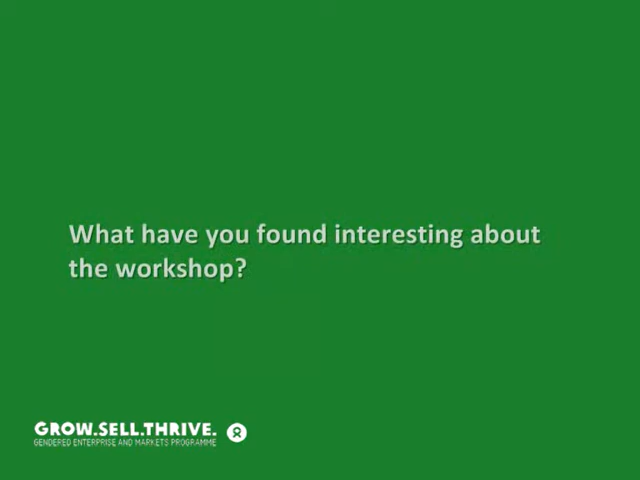 What have you found interesting about
the workshop?
GROW.SELL.THRIVE.
GENDERED ENTERPRISE AND MARKETS PROGRAMME